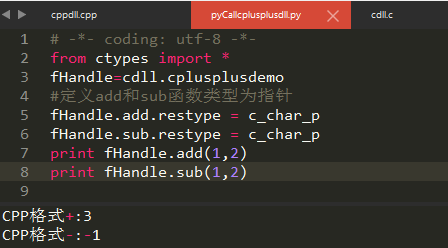 cppdll.cpp pyCallcplusplusdll.py cdll.c
1 # -*- coding: utf-8 -*-
2 from ctypes import *
3 fHandle=cdll.cplusplusdemo
4 #定义add和sub函数类型为指针
5 fHandle.add.restype = c_char_p
6 fHandle.sub.restype = c_char_p
7 print fHandle.add(1,2)
8 print fHandle.sub(1,2)
9
CPP格式+:3
CPP格式-:-1